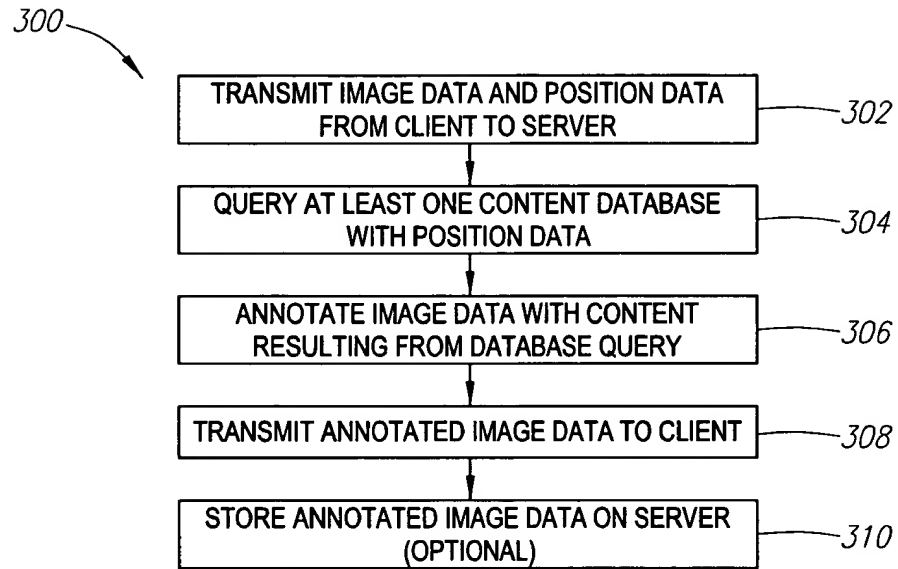 300
TRANSMIT IMAGE DATA AND POSITION DATA
FROM CLIENT TO SERVER
302
QUERY AT LEAST ONE CONTENT DATABASE
WITH POSITION DATA
304
ANNOTATE IMAGE DATA WITH CONTENT
RESULTING FROM DATABASE QUERY
306
TRANSMIT ANNOTATED IMAGE DATA TO CLIENT
308
STORE ANNOTATED IMAGE DATA ON SERVER
(OPTIONAL)
310